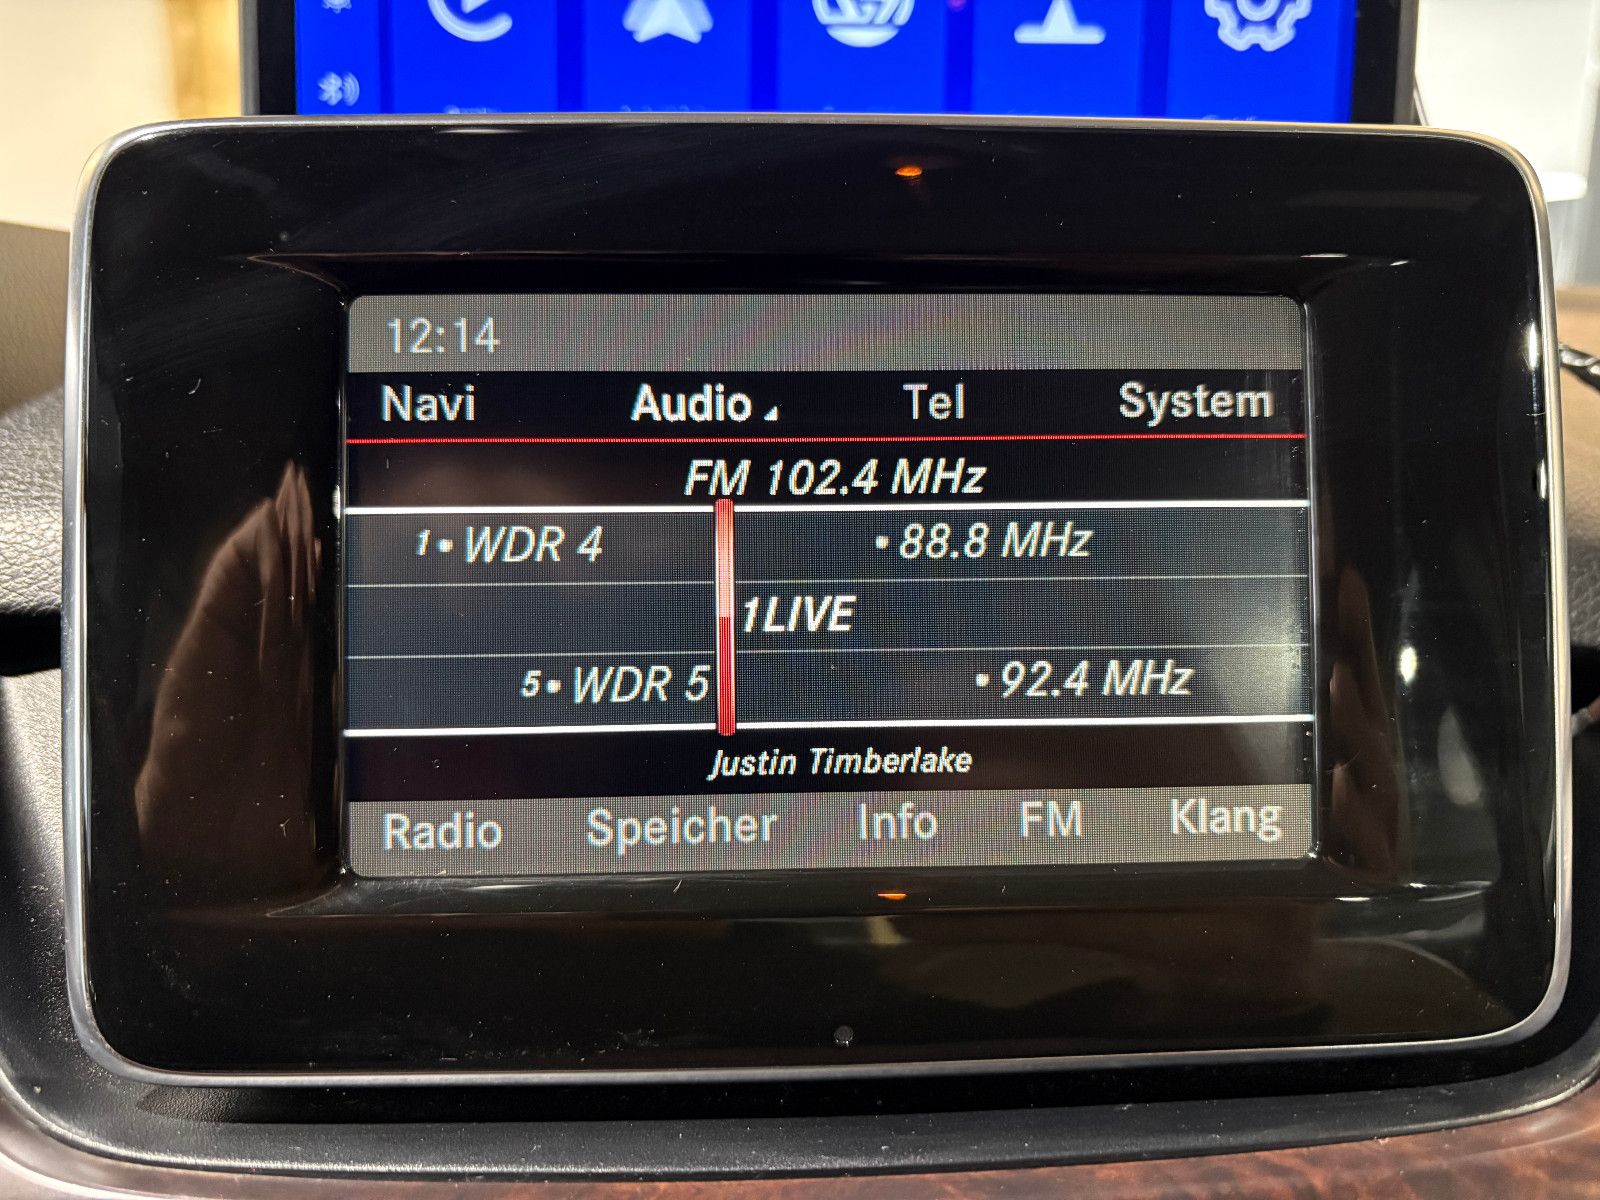 12:14
Navi Audio Tel System
FM 102.4 MHz
1 • WDR 4 • 88.8 MHz
1LIVE
5 • WDR 5 • 92.4 MHz
Justin Timberlake
Radio Speicher Info FM Klang